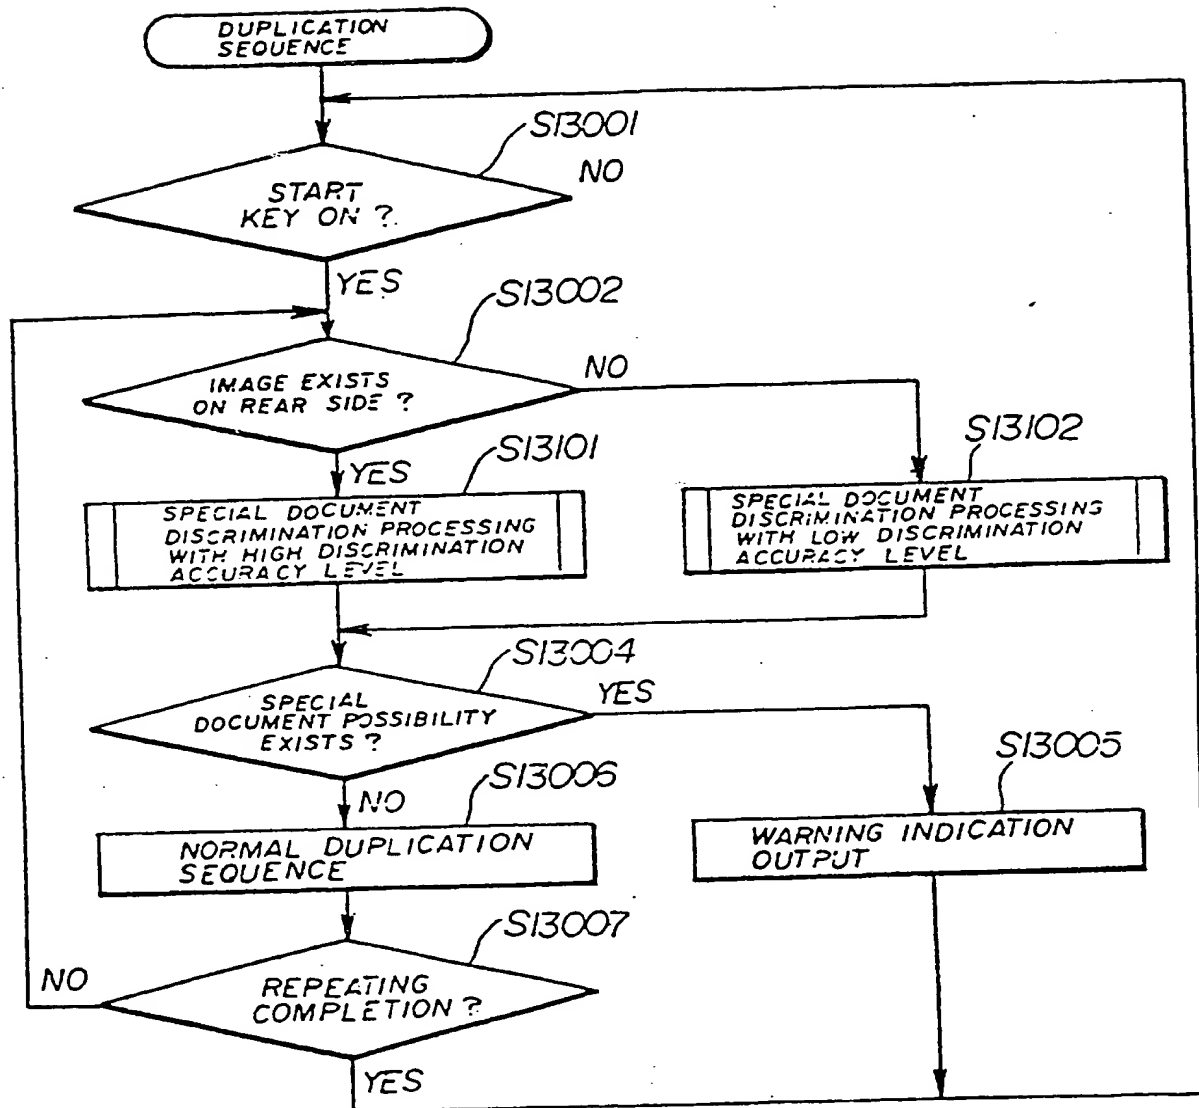 DUPLICATION
SEQUENCE
S13001
NO
START
KEY ON ?
YES
S13002
NO
IMAGE EXISTS
ON REAR SIDE ?
S13102
S13101
YES
SPECIAL DOCUMENT
DISCRIMINATION PROCESSING
WITH HIGH DISCRIMINATION
ACCURACY LEVEL
SPECIAL DOCUMENT
DISCRIMINATION PROCESSING
WITH LOW DISCRIMINATION
ACCURACY LEVEL
S13004
YES
SPECIAL
DOCUMENT POSSIBILITY
EXISTS ?
S13005
S13006
NO
NORMAL DUPLICATION
SEQUENCE
WARNING INDICATION
OUTPUT
S13007
NO
REPEATING
COMPLETION ?
YES